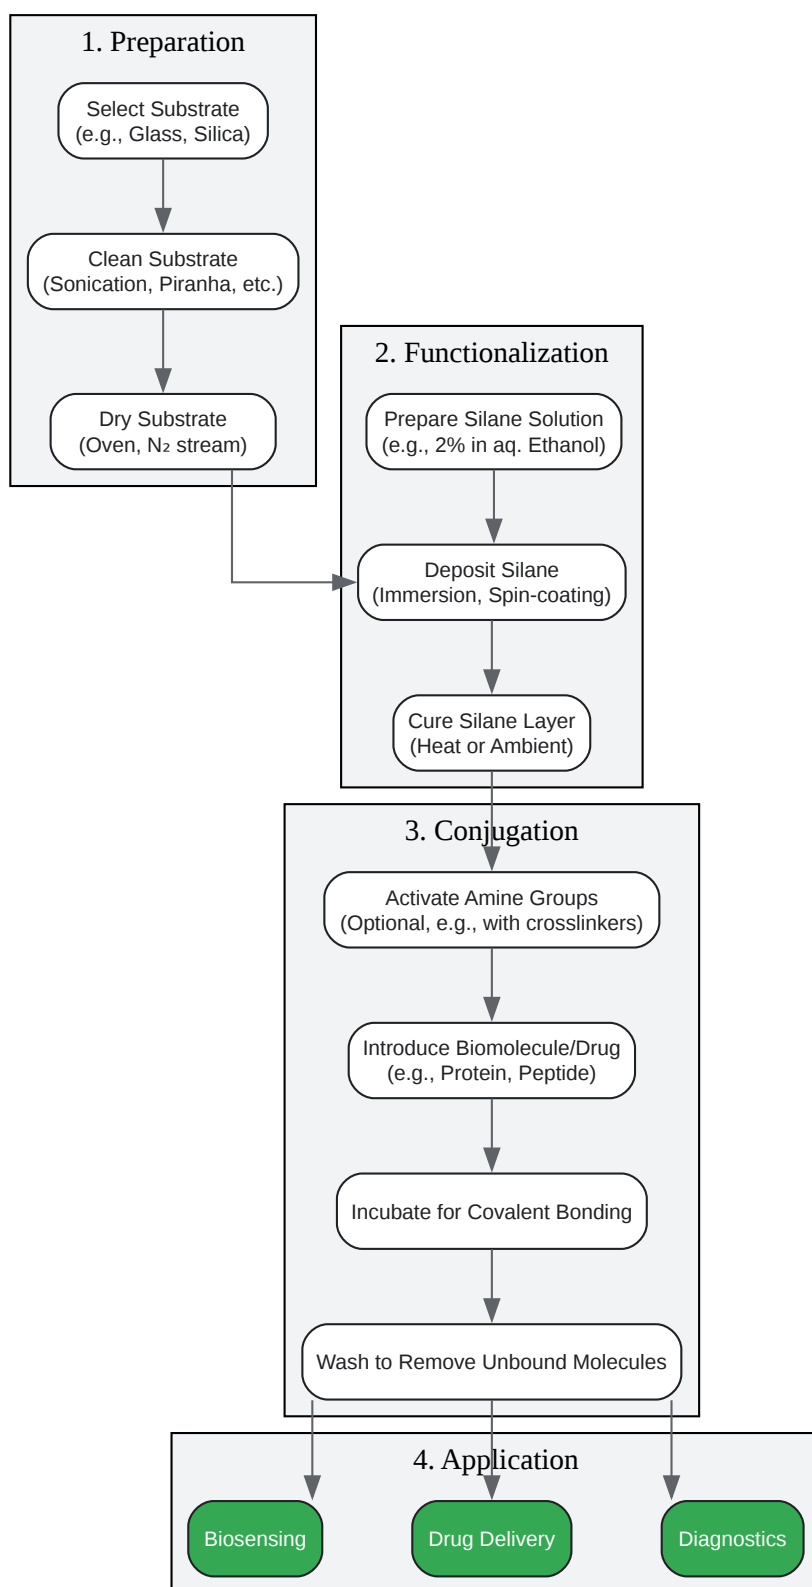 1. Preparation
Select Substrate
(e.g., Glass, Silica)
Clean Substrate
(Sonication, Piranha, etc.)
Dry Substrate
(Oven, N₂ stream)
2. Functionalization
Prepare Silane Solution
(e.g., 2% in aq. Ethanol)
Deposit Silane
(Immersion, Spin-coating)
Cure Silane Layer
(Heat or Ambient)
3. Conjugation
Activate Amine Groups
(Optional, e.g., with crosslinkers)
Introduce Biomolecule/Drug
(e.g., Protein, Peptide)
Incubate for Covalent Bonding
Wash to Remove Unbound Molecules
4. Application
Biosensing
Drug Delivery
Diagnostics